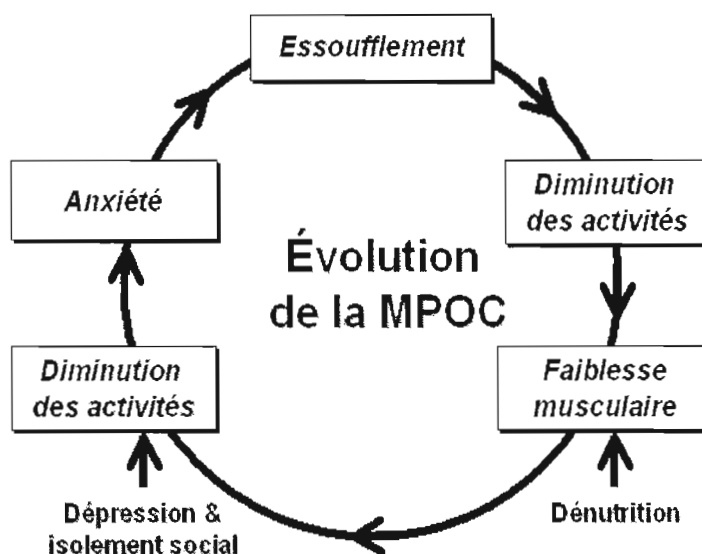 Essoufflement
Anxiété
Diminution
des activités
Évolution
de la MPOC
Diminution
des activités
Faiblesse
musculaire
Dépression &
isolement social
Dénutrition